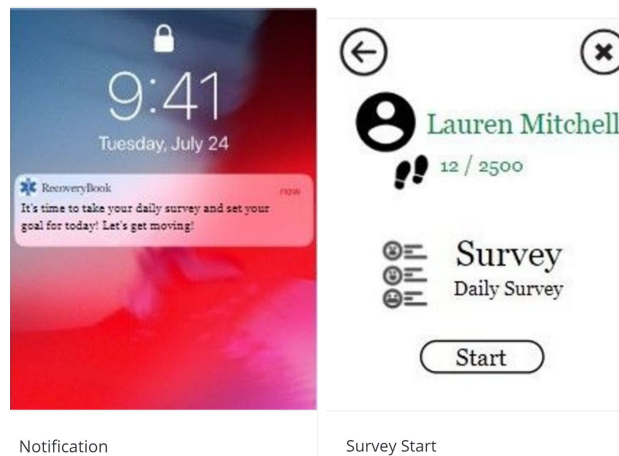 9:41
Tuesday, July 24
RecoveryBook
now
It's time to take your daily survey and set your
goal for today! Let's get moving!
Notification
Lauren Mitchell
12 / 2500
Survey
Daily Survey
Start
Survey Start